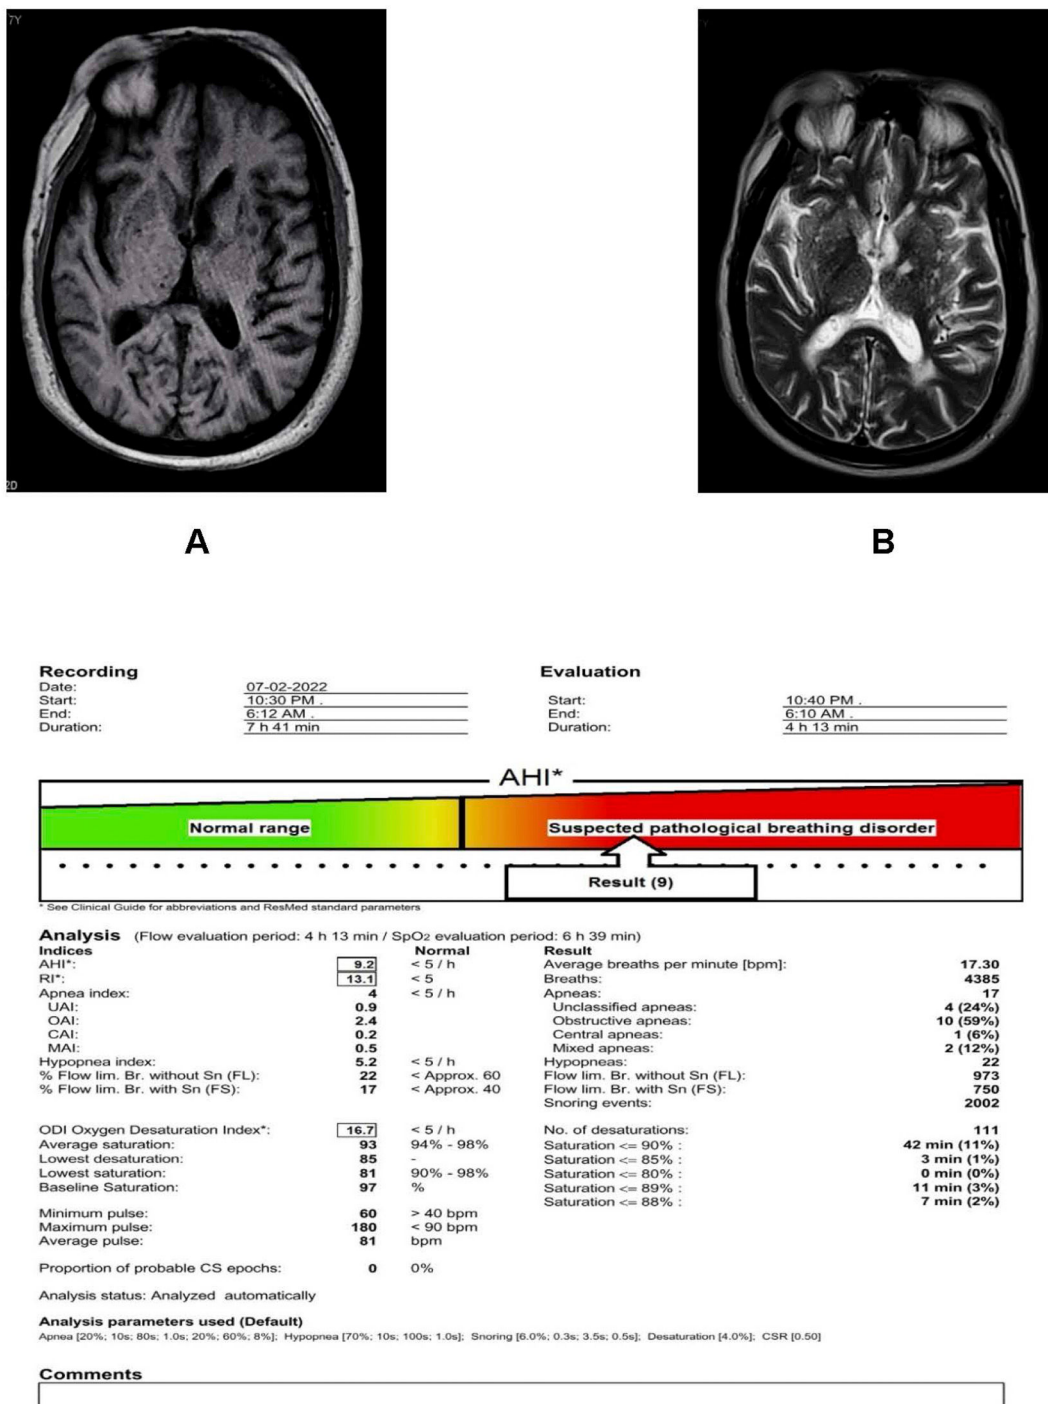 7Y
2D
A
B
Recording
Date: 07-02-2022
Start: 10:30 PM .
End: 6:12 AM .
Duration: 7 h 41 min
Evaluation
Start: 10:40 PM .
End: 6:10 AM .
Duration: 4 h 13 min
AHI*
Normal range
Suspected pathological breathing disorder
Result (9)
* See Clinical Guide for abbreviations and ResMed standard parameters
Analysis (Flow evaluation period: 4 h 13 min / SpO2 evaluation period: 6 h 39 min)
Indices Normal
AHI*: 9.2 < 5 / h
RI*: 13.1 < 5
Apnea index: 4 < 5 / h
UAI: 0.9
OAI: 2.4
CAI: 0.2
MAI: 0.5
Hypopnea index: 5.2 < 5 / h
% Flow lim. Br. without Sn (FL): 22 < Approx. 60
% Flow lim. Br. with Sn (FS): 17 < Approx. 40
ODI Oxygen Desaturation Index*: 16.7 < 5 / h
Average saturation: 93 94% - 98%
Lowest desaturation: 85 -
Lowest saturation: 81 90% - 98%
Baseline Saturation: 97 %
Minimum pulse: 60 > 40 bpm
Maximum pulse: 180 < 90 bpm
Average pulse: 81 bpm
Proportion of probable CS epochs: 0 0%
Result
Average breaths per minute [bpm]: 17.30
Breaths: 4385
Apneas: 17
Unclassified apneas: 4 (24%)
Obstructive apneas: 10 (59%)
Central apneas: 1 (6%)
Mixed apneas: 2 (12%)
Hypopneas: 22
Flow lim. Br. without Sn (FL): 973
Flow lim. Br. with Sn (FS): 750
Snoring events: 2002
No. of desaturations: 111
Saturation <= 90% : 42 min (11%)
Saturation <= 85% : 3 min (1%)
Saturation <= 80% : 0 min (0%)
Saturation <= 89% : 11 min (3%)
Saturation <= 88% : 7 min (2%)
Analysis status: Analyzed automatically
Analysis parameters used (Default)
Apnea [20%; 10s; 80s; 1.0s; 20%; 60%; 8%]; Hypopnea [70%; 10s; 100s; 1.0s]; Snoring [6.0%; 0.3s; 3.5s; 0.5s]; Desaturation [4.0%]; CSR [0.50]
Comments